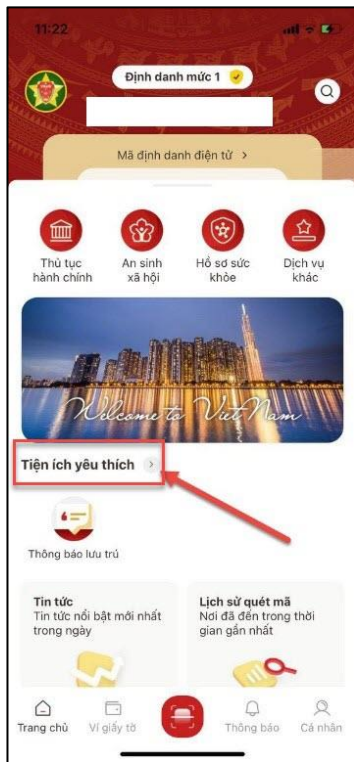 11:22
Định danh mức 1
Mã định danh điện tử >
Thủ tục
hành chính
An sinh
xã hội
Hồ sơ sức
khỏe
Dịch vụ
khác
Welcome to Viet Nam
Tiện ích yêu thích >
Thông báo lưu trú
Tin tức
Tin tức nổi bật mới nhất
trong ngày
Lịch sử quét mã
Nơi đã đến trong thời
gian gần nhất
Trang chủ
Ví giấy tờ
Thông báo
Cá nhân